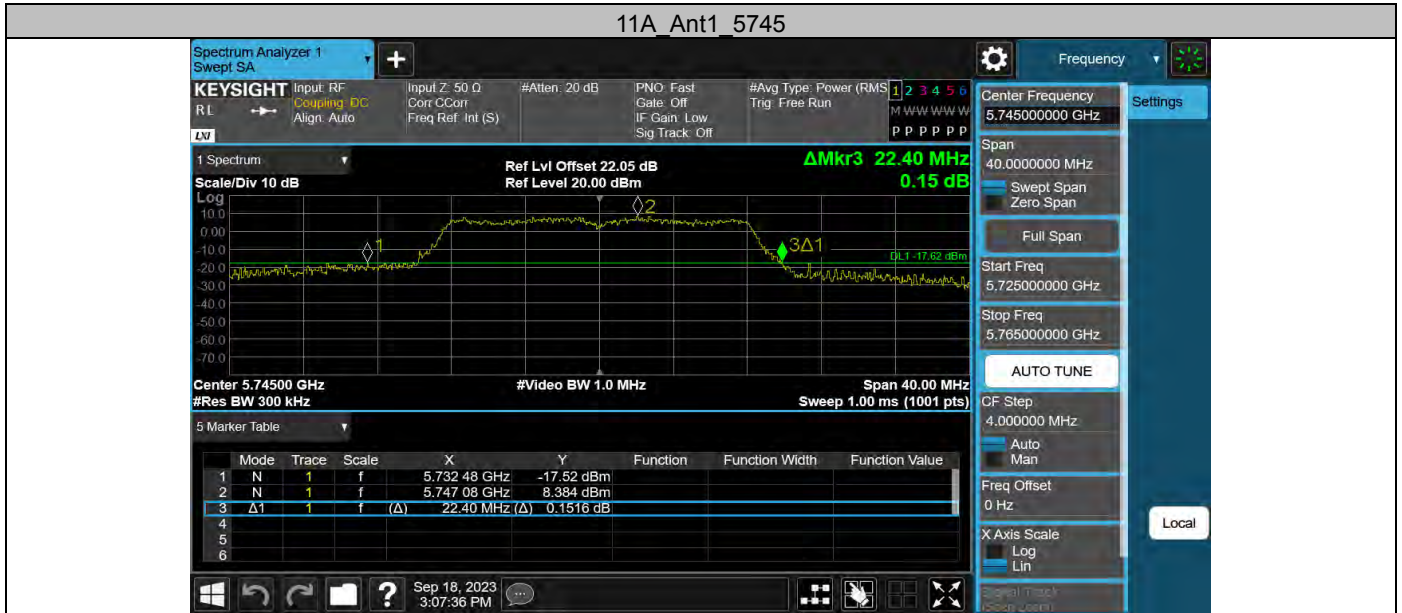 11A_Ant1_5745
Spectrum Analyzer 1
Swept SA
+
Frequency
KEYSIGHT
RL
LXI
Input: RF
Coupling: DC
Align: Auto
Input Z: 50 Ω
Corr CCorr
Freq Ref: Int (S)
#Atten: 20 dB
PNO: Fast
Gate: Off
IF Gain: Low
Sig Track: Off
#Avg Type: Power (RMS
Trig: Free Run
1 2 3 4 5 6
M W W W W W
P P P P P P
Center Frequency
5.745000000 GHz
Settings
Span
40.0000000 MHz
Swept Span
Zero Span
Full Span
Start Freq
5.725000000 GHz
Stop Freq
5.765000000 GHz
AUTO TUNE
CF Step
4.000000 MHz
Auto
Man
Freq Offset
0 Hz
X Axis Scale
Log
Lin
Signal Track
(Span Zoom)
Local
1 Spectrum
Scale/Div 10 dB
Log
Ref Lvl Offset 22.05 dB
Ref Level 20.00 dBm
ΔMkr3 22.40 MHz
0.15 dB
10.0
0.00
-10.0
-20.0
-30.0
-40.0
-50.0
-60.0
-70.0
1
2
3Δ1
DL1 -17.62 dBm
Center 5.74500 GHz
#Res BW 300 kHz
#Video BW 1.0 MHz
Span 40.00 MHz
Sweep 1.00 ms (1001 pts)
5 Marker Table
Mode Trace Scale X Y Function Function Width Function Value
1 N 1 f 5.732 48 GHz -17.52 dBm
2 N 1 f 5.747 08 GHz 8.384 dBm
3 Δ1 1 f (Δ) 22.40 MHz (Δ) 0.1516 dB
4
5
6
?
Sep 18, 2023
3:07:36 PM